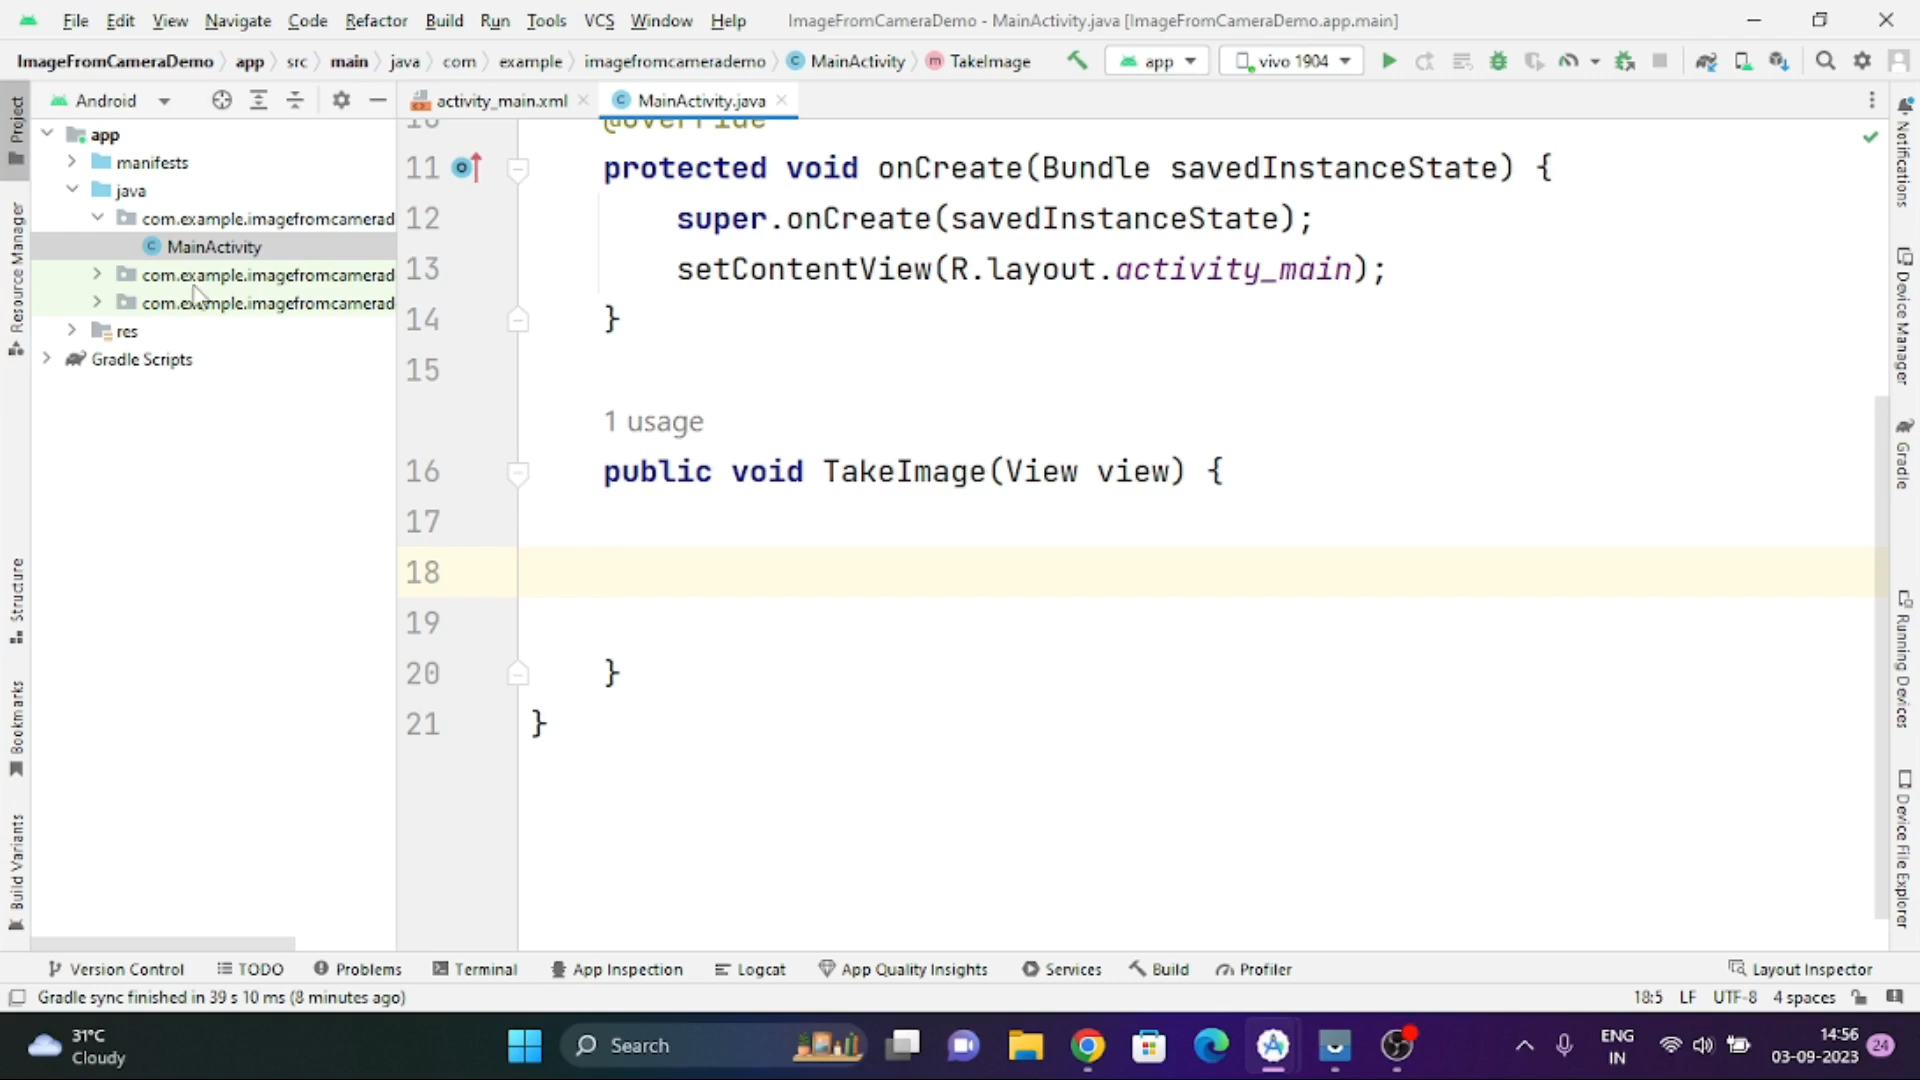 File Edit View Navigate Code Refactor Build Run Tools VCS Window Help ImageFromCameraDemo - MainActivity.java [ImageFromCameraDemo.app.main]
ImageFromCameraDemo app src main java com example imagefromcamerademo MainActivity TakeImage app vivo 1904
Android activity_main.xml MainActivity.java
Project
Resource Manager
Structure
Bookmarks
Build Variants
app
manifests
java
com.example.imagefromcamerad
MainActivity
com.example.imagefromcamerad
com.example.imagefromcamerad
res
Gradle Scripts
10 @Override
11 protected void onCreate(Bundle savedInstanceState) {
12 super.onCreate(savedInstanceState);
13 setContentView(R.layout.activity_main);
14 }
15
1 usage
16 public void TakeImage(View view) {
17
18
19
20 }
21 }
Notifications
Device Manager
Gradle
Running Devices
Device File Explorer
Version Control TODO Problems Terminal App Inspection Logcat App Quality Insights Services Build Profiler Layout Inspector
Gradle sync finished in 39 s 10 ms (8 minutes ago) 18:5 LF UTF-8 4 spaces
31°C
Cloudy
Search
ENG
IN
14:56
03-09-2023
24